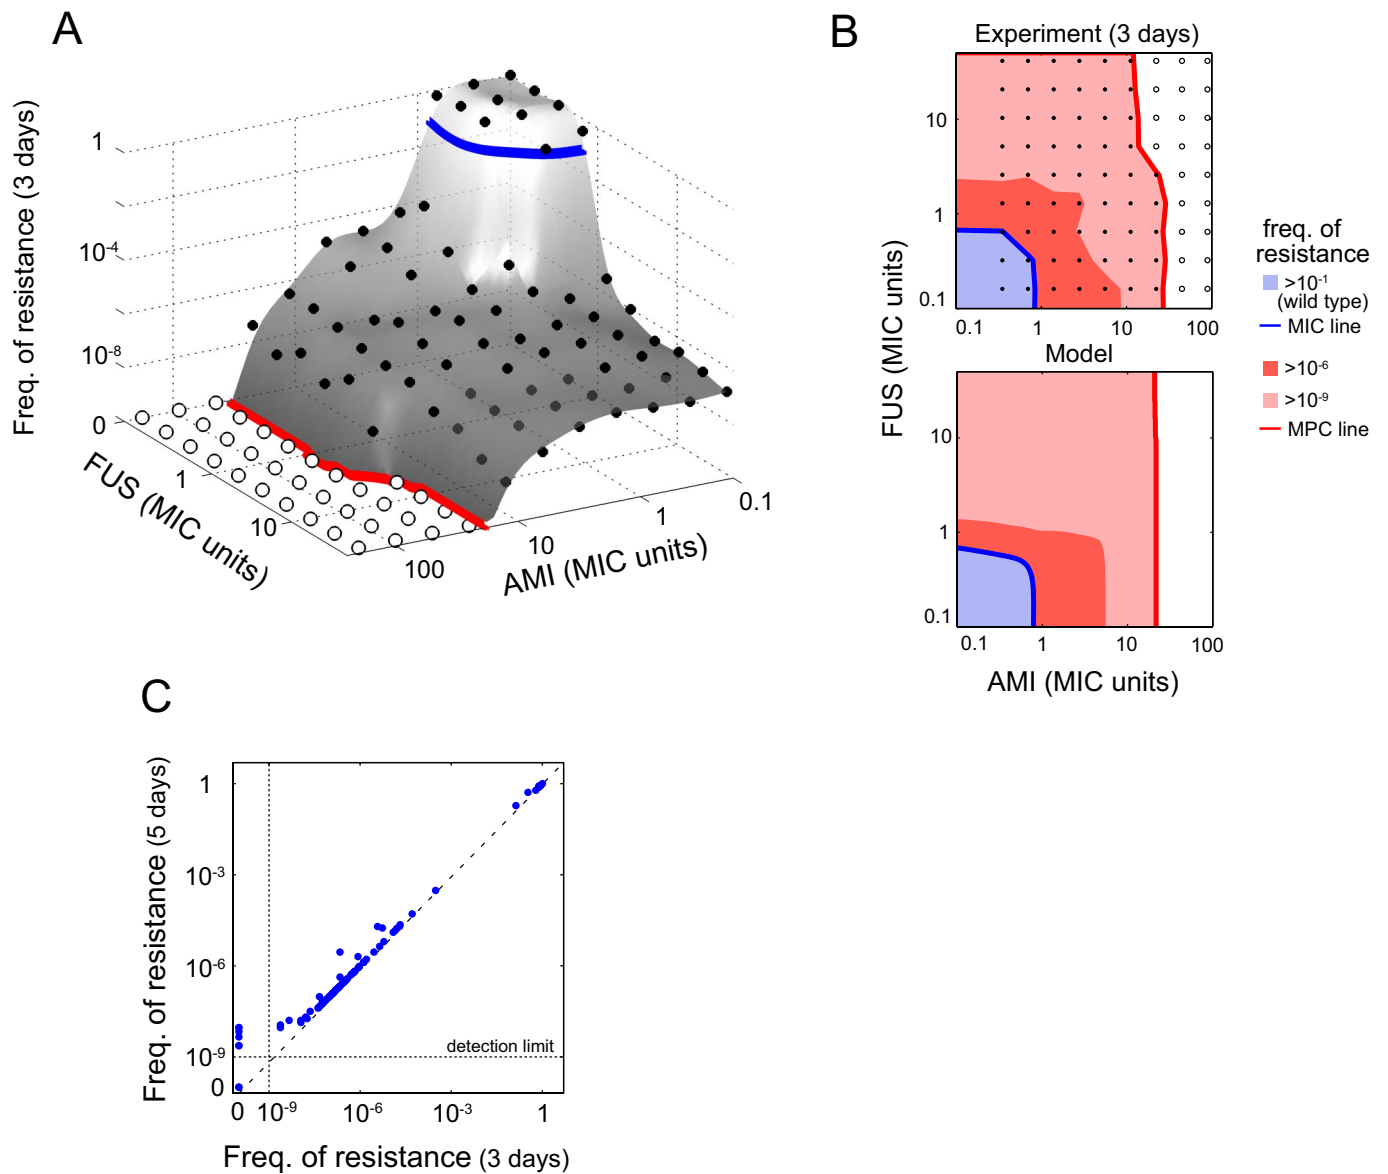 A
Freq. of resistance (3 days)
1
10-4
10-8
0
1
10
FUS (MIC units)
100
10
1
0.1
AMI (MIC units)
B
Experiment (3 days)
10
1
0.1
0.1 1 10 100
Model
10
1
0.1
0.1 1 10 100
FUS (MIC units)
AMI (MIC units)
freq. of
resistance
>10-1
(wild type)
MIC line
>10-6
>10-9
MPC line
C
Freq. of resistance (5 days)
1
10-3
10-6
10-9
0
detection limit
0 10-9 10-6 10-3 1
Freq. of resistance (3 days)